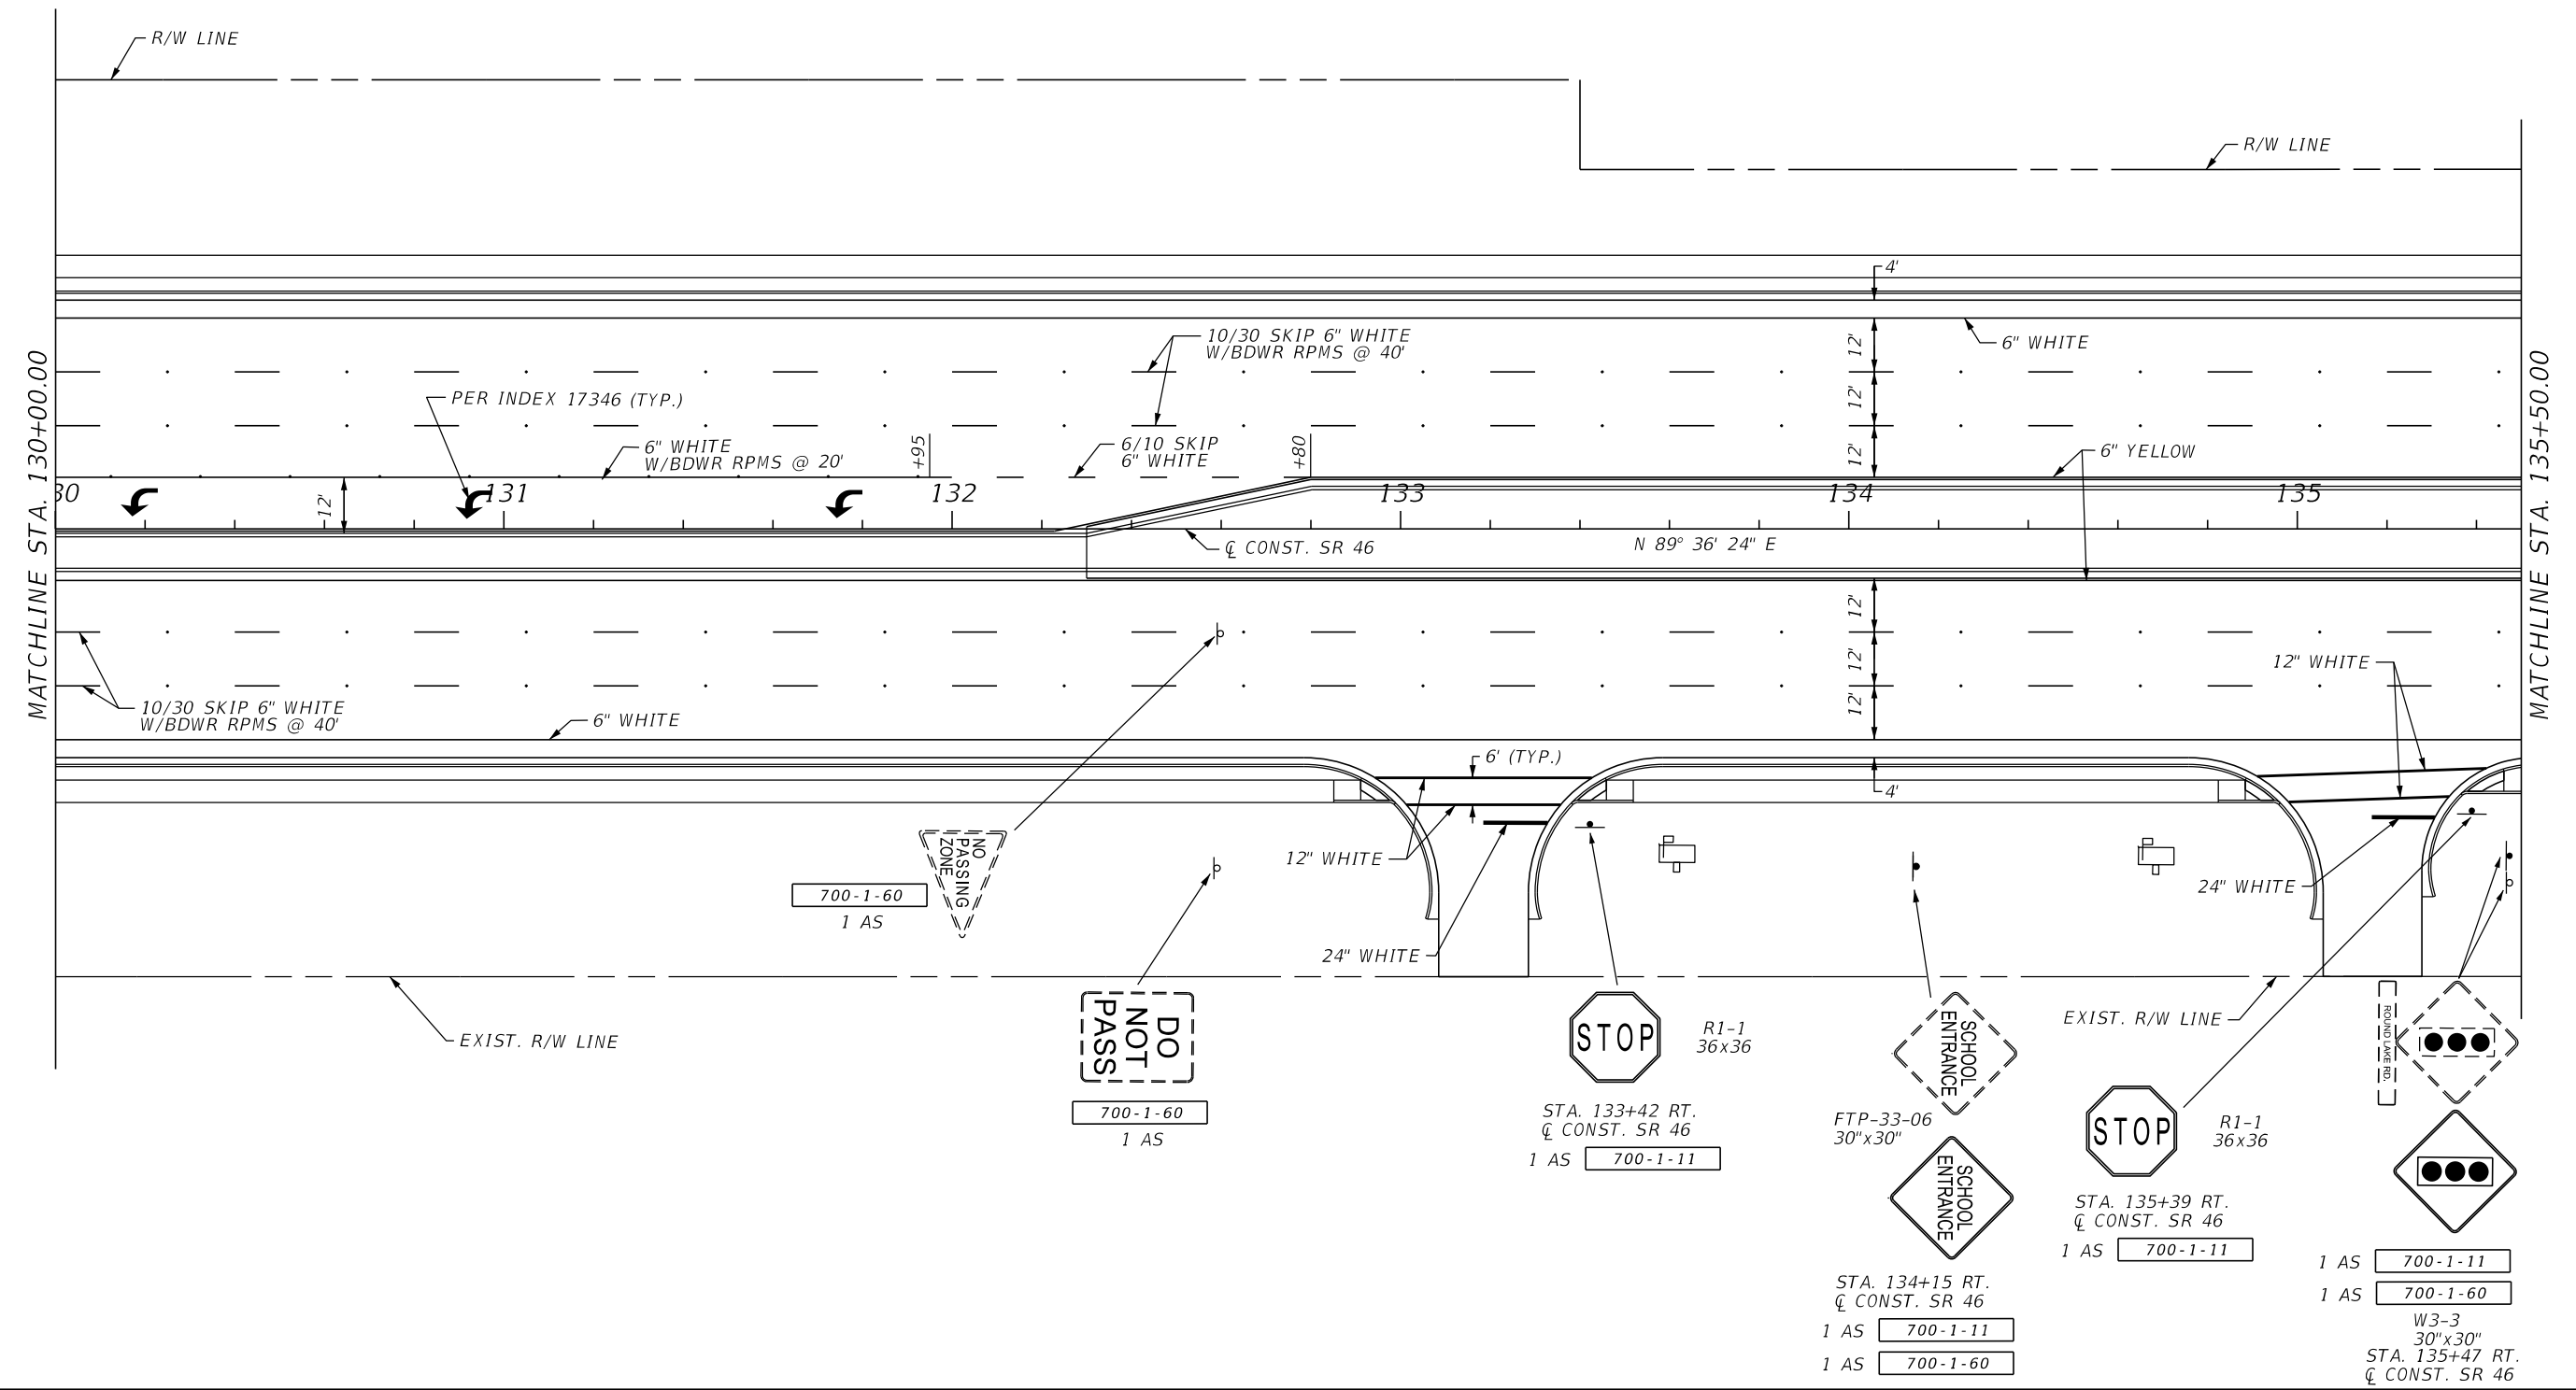 R/W LINE
R/W LINE
4'
10/30 SKIP 6" WHITE
W/BDWR RPMS @ 40'
6" WHITE
12'
12'
12'
PER INDEX 17346 (TYP.)
6" WHITE
W/BDWR RPMS @ 20'
+95
6/10 SKIP
6" WHITE
+80
6" YELLOW
MATCHLINE STA. 130+00.00
MATCHLINE STA. 135+50.00
30
131
132
133
134
135
12'
℄ CONST. SR 46
N 89° 36' 24" E
12'
12'
12'
12" WHITE
10/30 SKIP 6" WHITE
W/BDWR RPMS @ 40'
6" WHITE
6' (TYP.)
4'
12" WHITE
24" WHITE
24" WHITE
NO
PASSING
ZONE
700-1-60
1 AS
EXIST. R/W LINE
EXIST. R/W LINE
DO
NOT
PASS
700-1-60
1 AS
STOP
R1-1
36x36
STA. 133+42 RT.
℄ CONST. SR 46
1 AS 700-1-11
SCHOOL
ENTRANCE
FTP-33-06
30"x30"
SCHOOL
ENTRANCE
STA. 134+15 RT.
℄ CONST. SR 46
1 AS 700-1-11
1 AS 700-1-60
STOP
R1-1
36x36
STA. 135+39 RT.
℄ CONST. SR 46
1 AS 700-1-11
ROUND LAKE RD.
1 AS 700-1-11
1 AS 700-1-60
W3-3
30"x30"
STA. 135+47 RT.
℄ CONST. SR 46